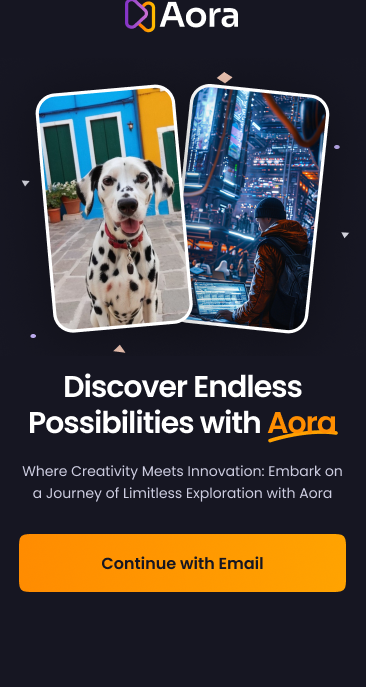 Aora
Discover Endless
Possibilities with Aora
Where Creativity Meets Innovation: Embark on
a Journey of Limitless Exploration with Aora
Continue with Email